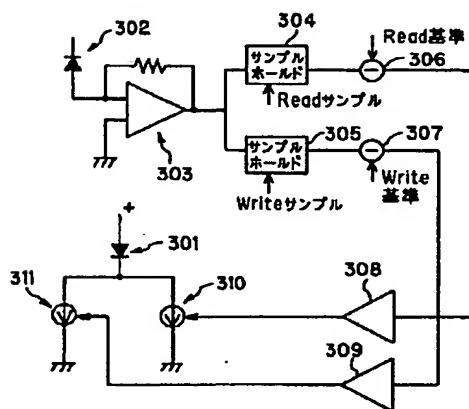 302
304
サンプル
ホールド
Readサンプル
Read基準
306
303
305
サンプル
ホールド
Writeサンプル
307
Write
基準
+
301
311
310
308
309